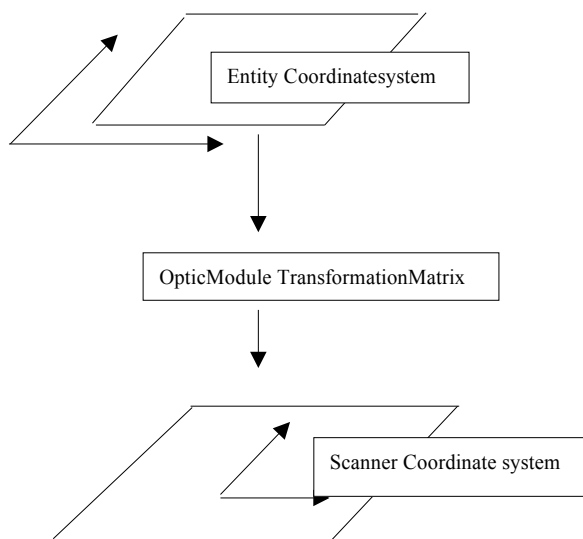 Entity Coordinatesystem
OpticModule TransformationMatrix
Scanner Coordinate system